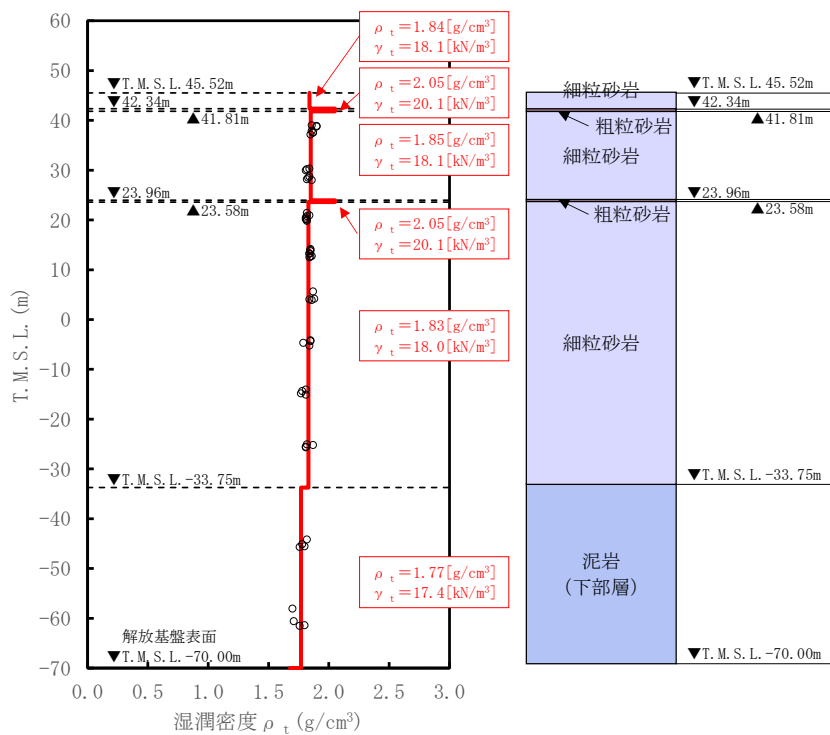 60
50
40
30
20
10
0
-10
-20
-30
-40
-50
-60
-70
T.M.S.L.(m)
0.0 0.5 1.0 1.5 2.0 2.5 3.0
湿潤密度 ρt(g/cm³)
▼T.M.S.L.45.52m
▼42.34m
▲41.81m
▼23.96m
▲23.58m
▼T.M.S.L.-33.75m
解放基盤表面
▼T.M.S.L.-70.00m
ρt=1.84[g/cm³]
γt=18.1[kN/m³]
ρt=2.05[g/cm³]
γt=20.1[kN/m³]
ρt=1.85[g/cm³]
γt=18.1[kN/m³]
ρt=2.05[g/cm³]
γt=20.1[kN/m³]
ρt=1.83[g/cm³]
γt=18.0[kN/m³]
ρt=1.77[g/cm³]
γt=17.4[kN/m³]
細粒砂岩
粗粒砂岩
細粒砂岩
粗粒砂岩
細粒砂岩
泥岩
(下部層)
▼T.M.S.L.45.52m
▼42.34m
▲41.81m
▼23.96m
▲23.58m
▼T.M.S.L.-33.75m
▼T.M.S.L.-70.00m